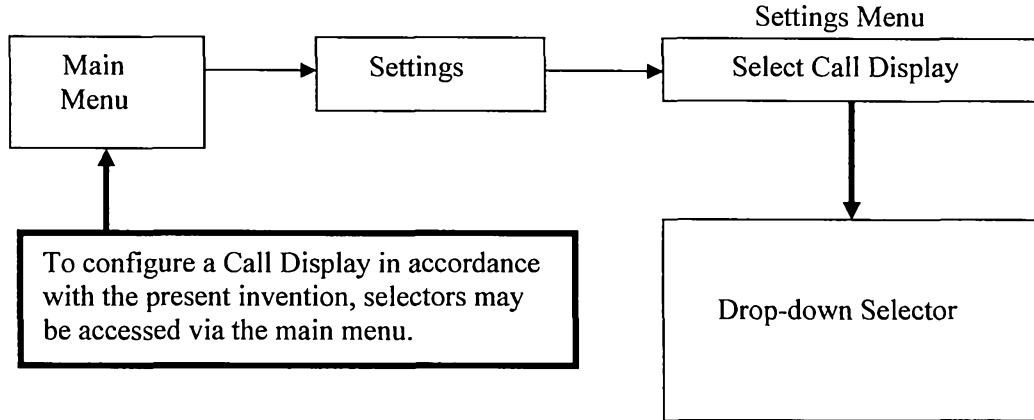 Settings Menu
Main
Menu
Settings
Select Call Display
To configure a Call Display in accordance
with the present invention, selectors may
be accessed via the main menu.
Drop-down Selector